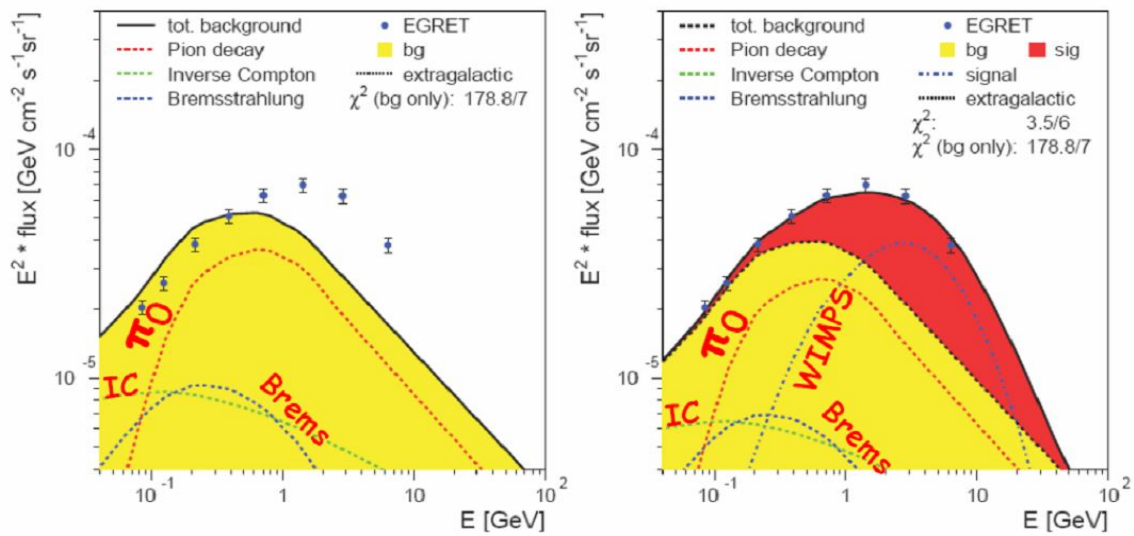 E² * flux [GeV cm⁻² s⁻¹sr⁻¹]
tot. background
EGRET
Pion decay
bg
Inverse Compton
extragalactic
Bremsstrahlung
χ² (bg only): 178.8/7
10⁻⁴
10⁻⁵
π0
IC
Brems
10⁻¹
1
10
10²
E [GeV]
E² * flux [GeV cm⁻² s⁻¹sr⁻¹]
tot. background
EGRET
Pion decay
bg
sig
Inverse Compton
signal
Bremsstrahlung
extragalactic
χ²: 3.5/6
χ² (bg only): 178.8/7
10⁻⁴
10⁻⁵
π0
WIMPS
IC
Brems
10⁻¹
1
10
10²
E [GeV]